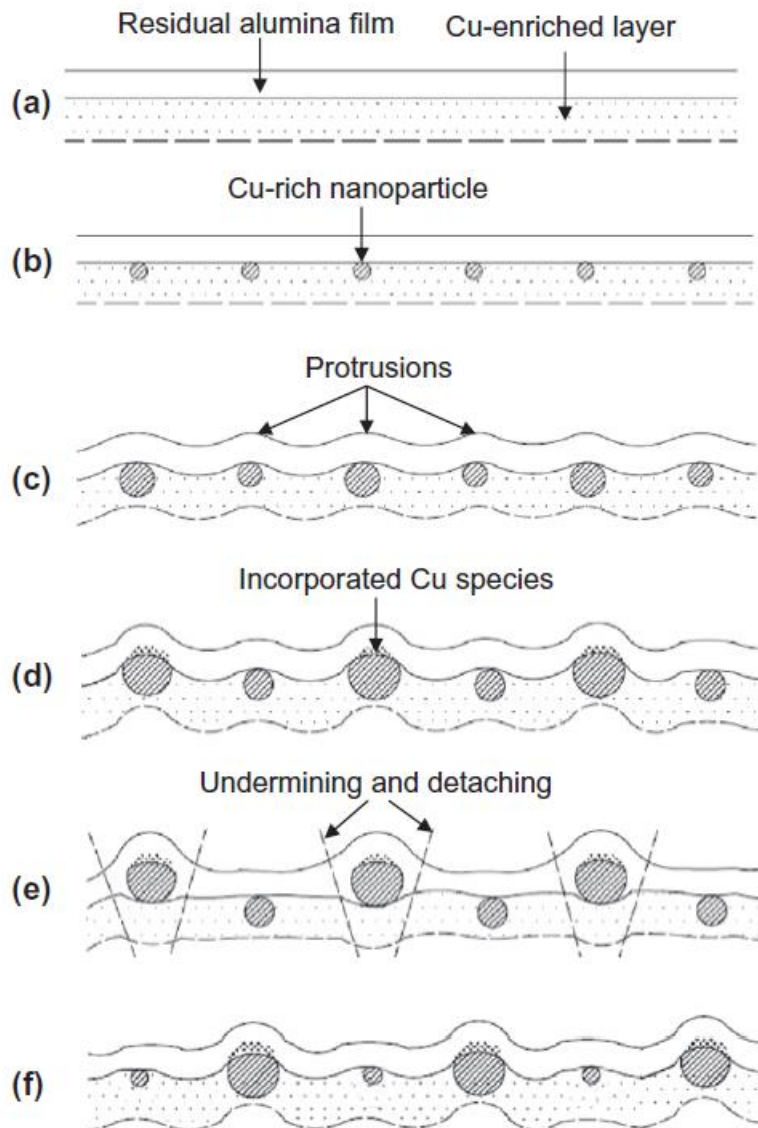 Residual alumina film
Cu-enriched layer
(a)
Cu-rich nanoparticle
(b)
Protrusions
(c)
Incorporated Cu species
(d)
Undermining and detaching
(e)
(f)